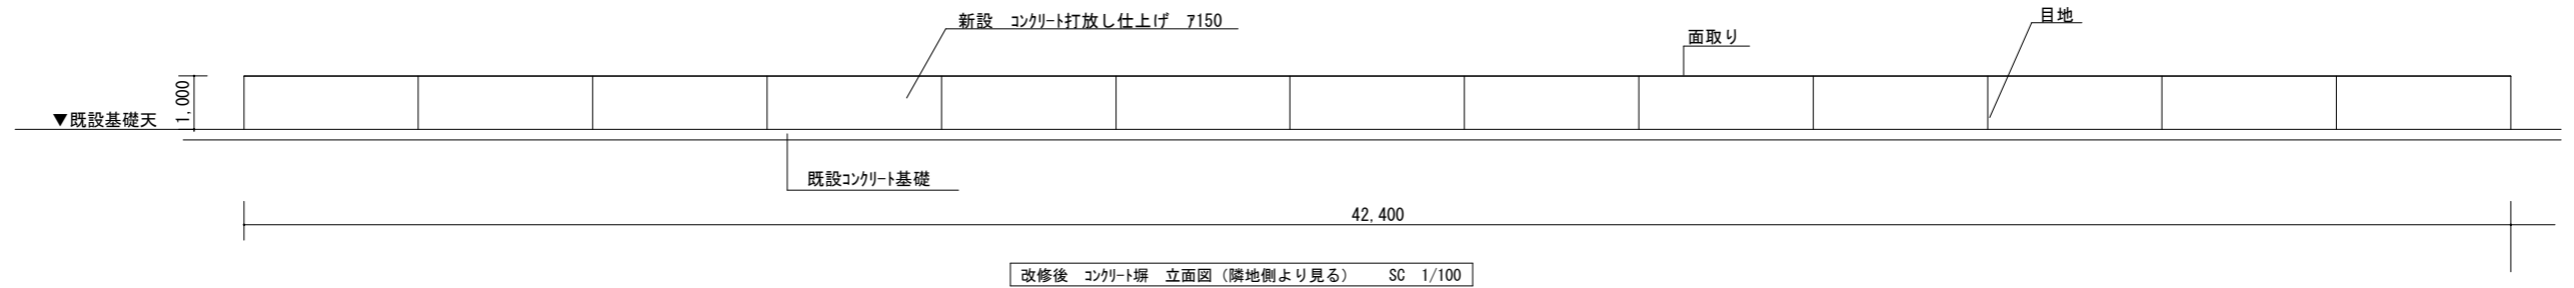 新設　ｺﾝｸﾘｰﾄ打放し仕上げ　ｱ150
目地
面取り
1,000
▼既設基礎天
既設ｺﾝｸﾘｰﾄ基礎
42,400
改修後　ｺﾝｸﾘｰﾄ塀　立面図（隣地側より見る）　　SC　1/100